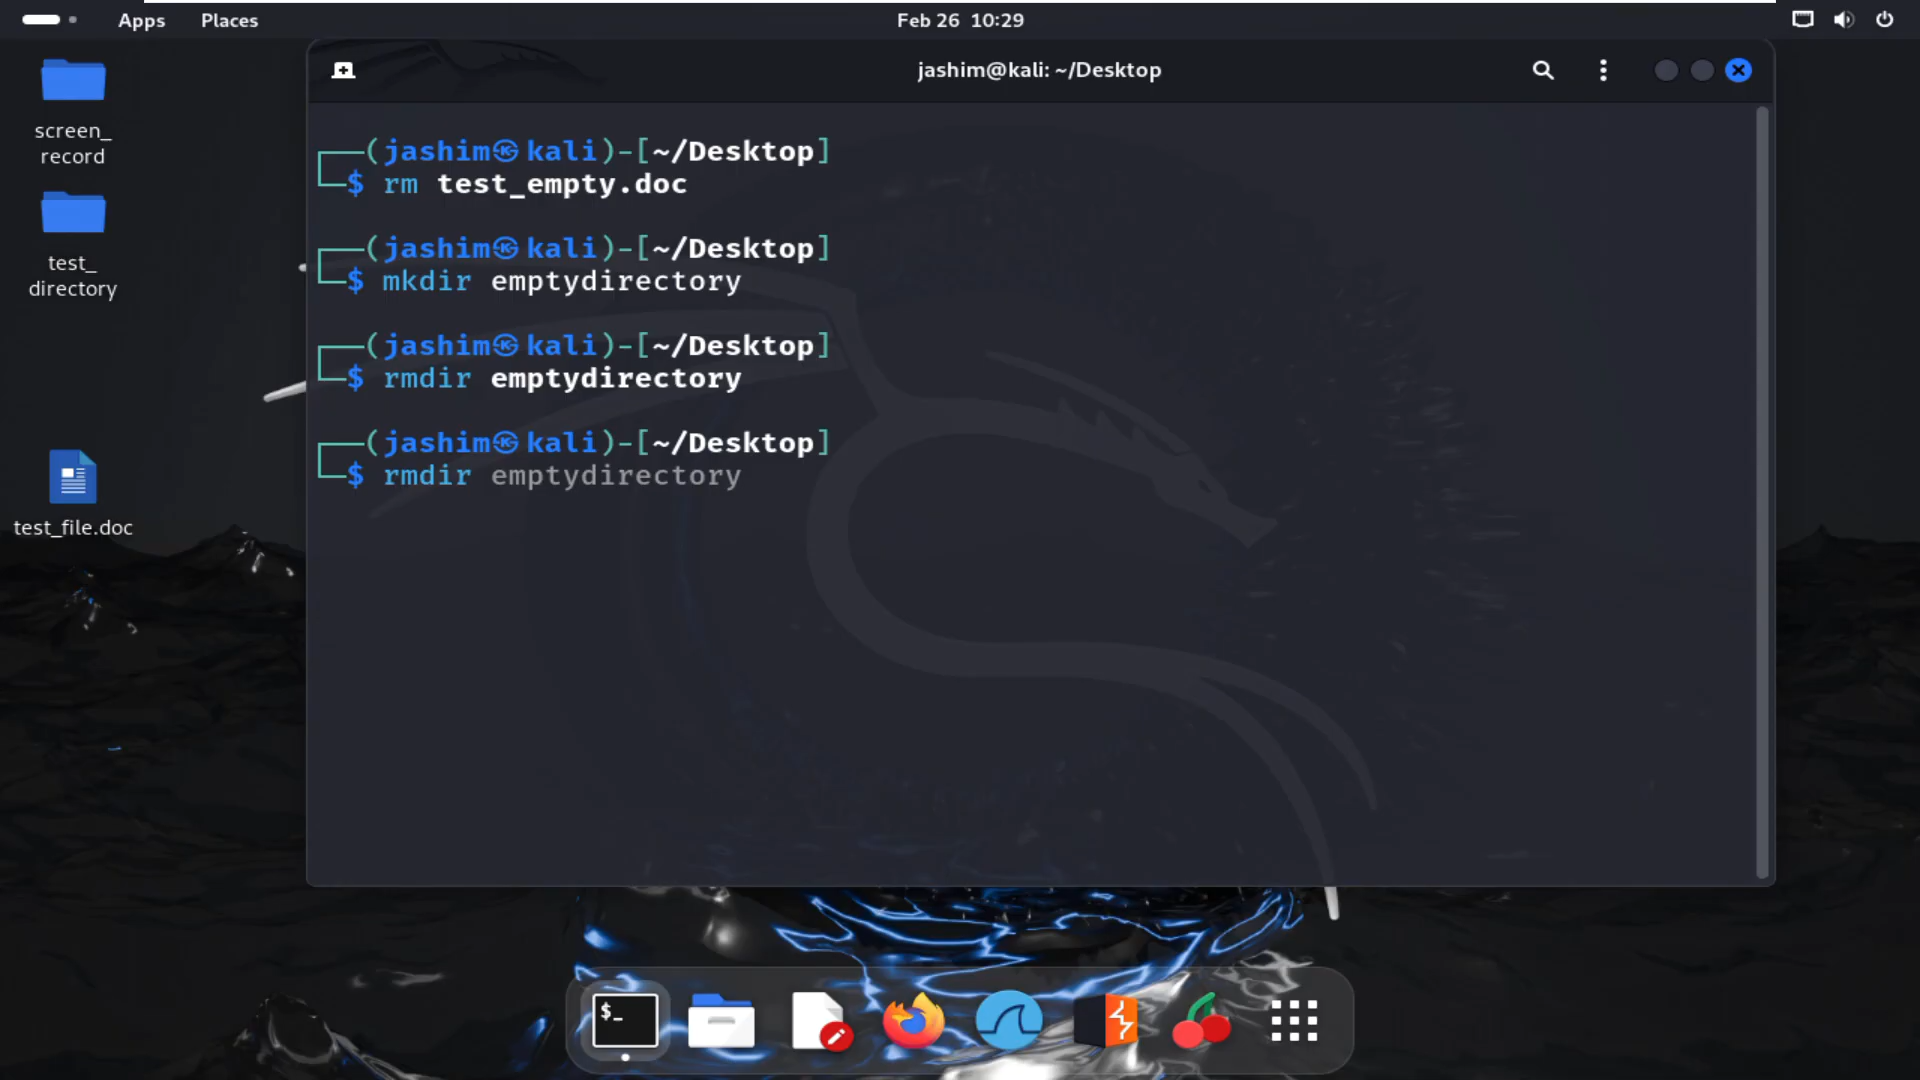 Apps Places Feb 26 10:29
jashim@kali: ~/Desktop
screen_
record
test_
directory
test_file.doc
┌──(jashim㉿kali)-[~/Desktop]
└─$ rm test_empty.doc
┌──(jashim㉿kali)-[~/Desktop]
└─$ mkdir emptydirectory
┌──(jashim㉿kali)-[~/Desktop]
└─$ rmdir emptydirectory
┌──(jashim㉿kali)-[~/Desktop]
└─$ rmdir emptydirectory
$_